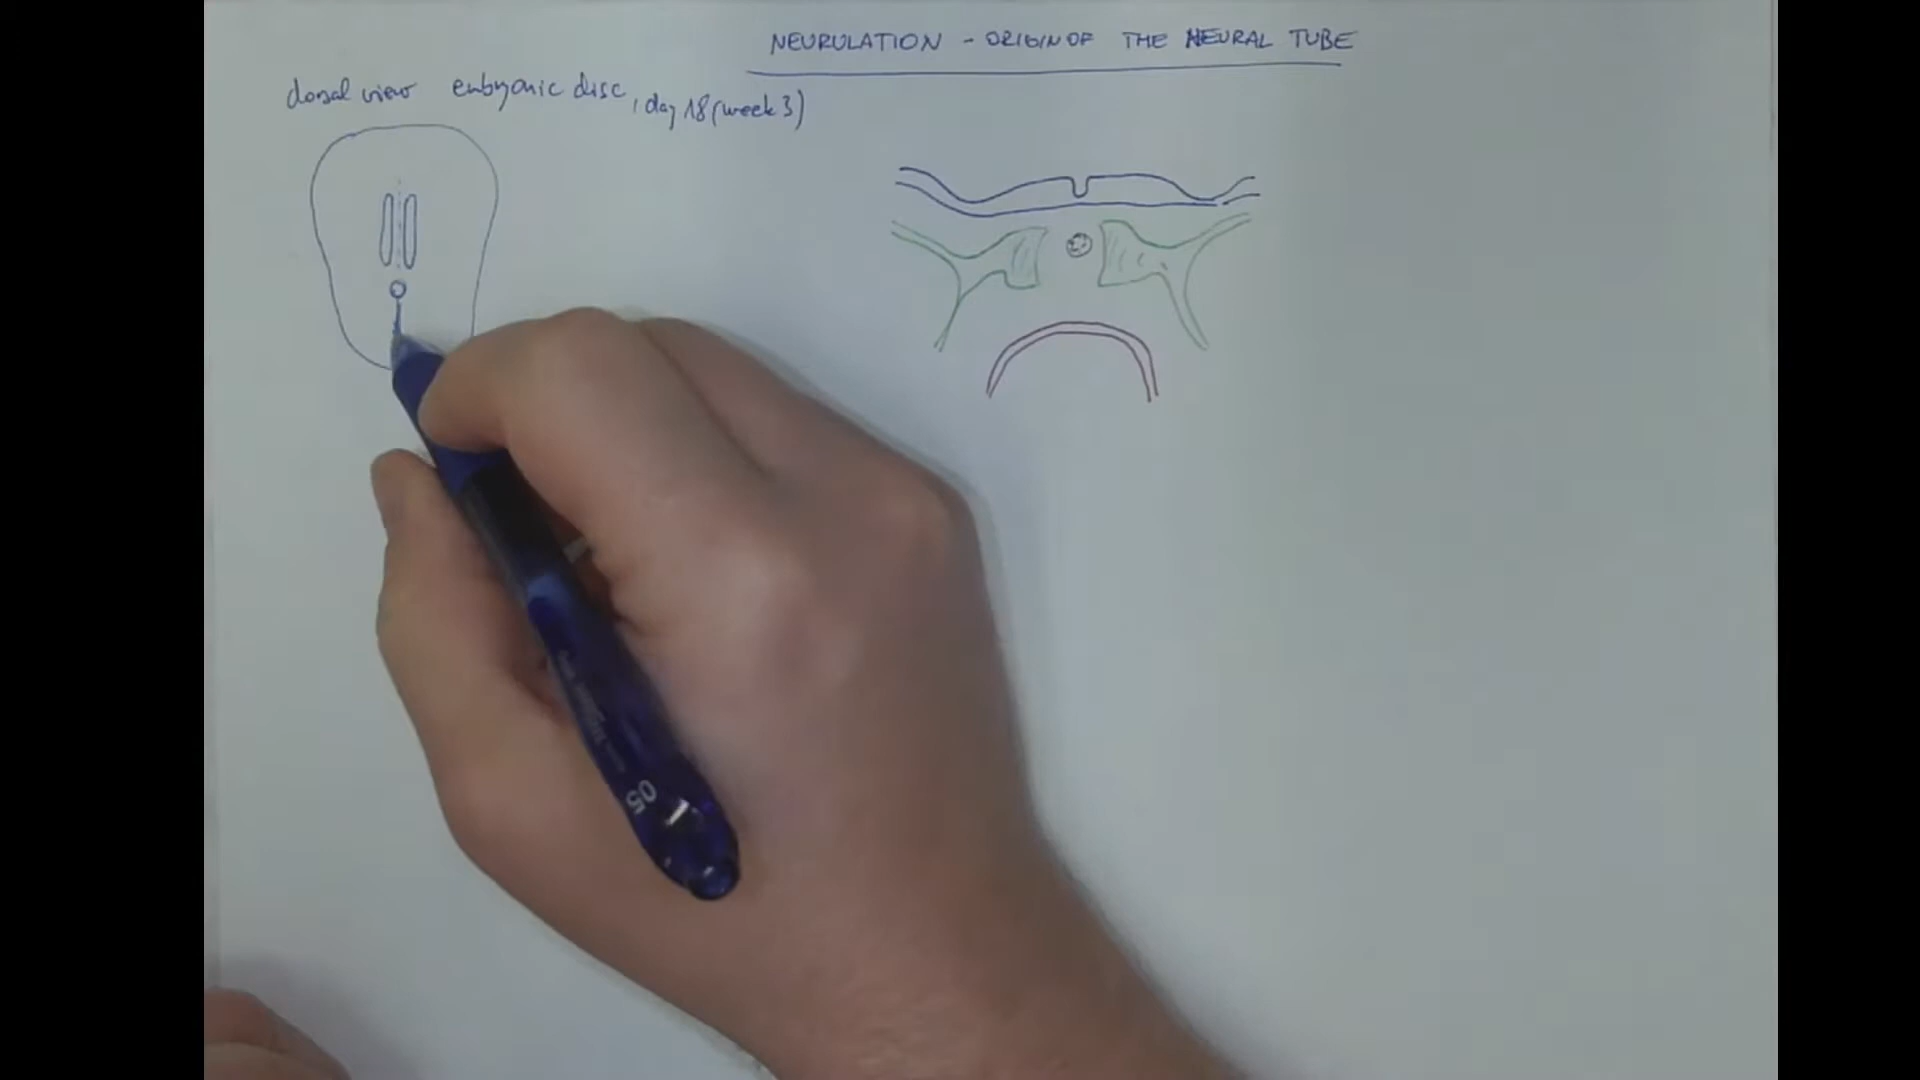 NEURULATION - ORIGIN OF THE NEURAL TUBE
dorsal view embryonic disc, day 18 (week 3)
05